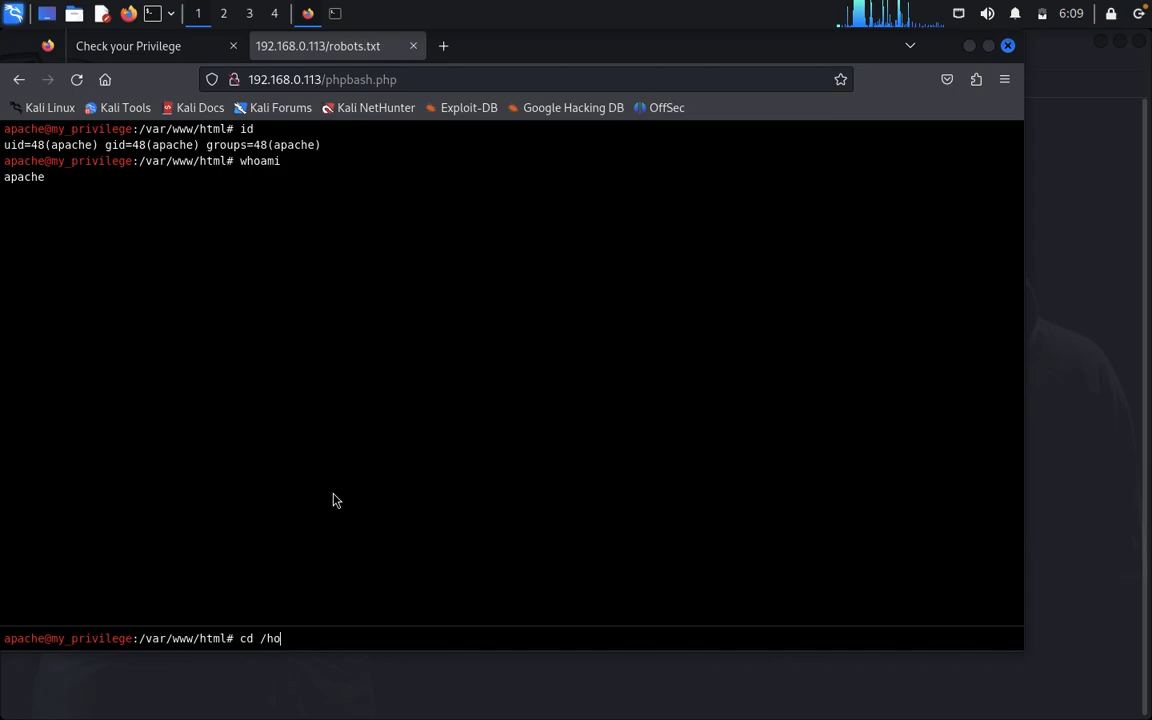 1 2 3 4 6:09
Check your Privilege 192.168.0.113/robots.txt
192.168.0.113/phpbash.php
Kali Linux Kali Tools Kali Docs Kali Forums Kali NetHunter Exploit-DB Google Hacking DB OffSec
apache@my_privilege:/var/www/html# id
uid=48(apache) gid=48(apache) groups=48(apache)
apache@my_privilege:/var/www/html# whoami
apache
apache@my_privilege:/var/www/html# cd /ho